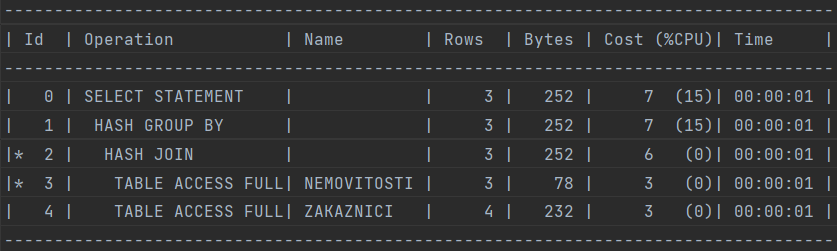 --------------------------------------------------------------------------------------
| Id  | Operation           | Name         | Rows  | Bytes | Cost (%CPU)| Time     |
--------------------------------------------------------------------------------------
|   0 | SELECT STATEMENT    |              |     3 |   252 |     7  (15)| 00:00:01 |
|   1 |  HASH GROUP BY      |              |     3 |   252 |     7  (15)| 00:00:01 |
|*  2 |   HASH JOIN         |              |     3 |   252 |     6   (0)| 00:00:01 |
|*  3 |    TABLE ACCESS FULL| NEMOVITOSTI |     3 |    78 |     3   (0)| 00:00:01 |
|   4 |    TABLE ACCESS FULL| ZAKAZNICI   |     4 |   232 |     3   (0)| 00:00:01 |
--------------------------------------------------------------------------------------